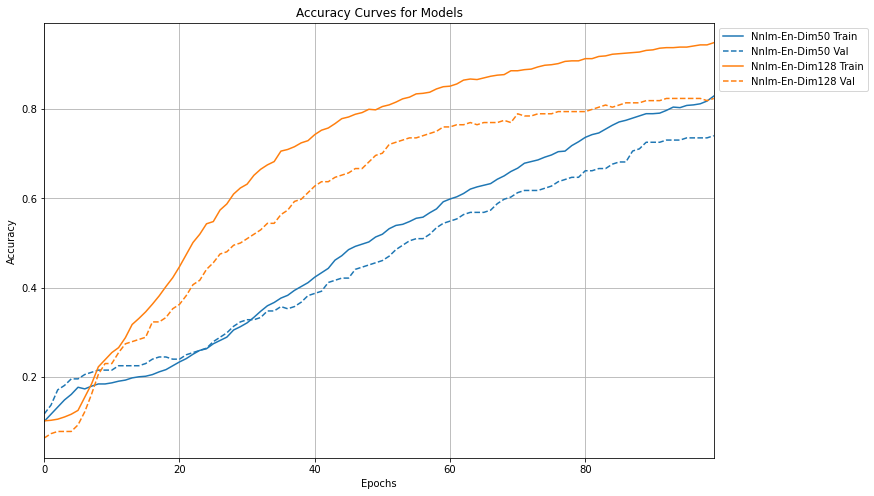 Accuracy Curves for Models
Nnlm-En-Dim50 Train
Nnlm-En-Dim50 Val
Nnlm-En-Dim128 Train
Nnlm-En-Dim128 Val
Accuracy
0.8
0.6
0.4
0.2
0 20 40 60 80
Epochs